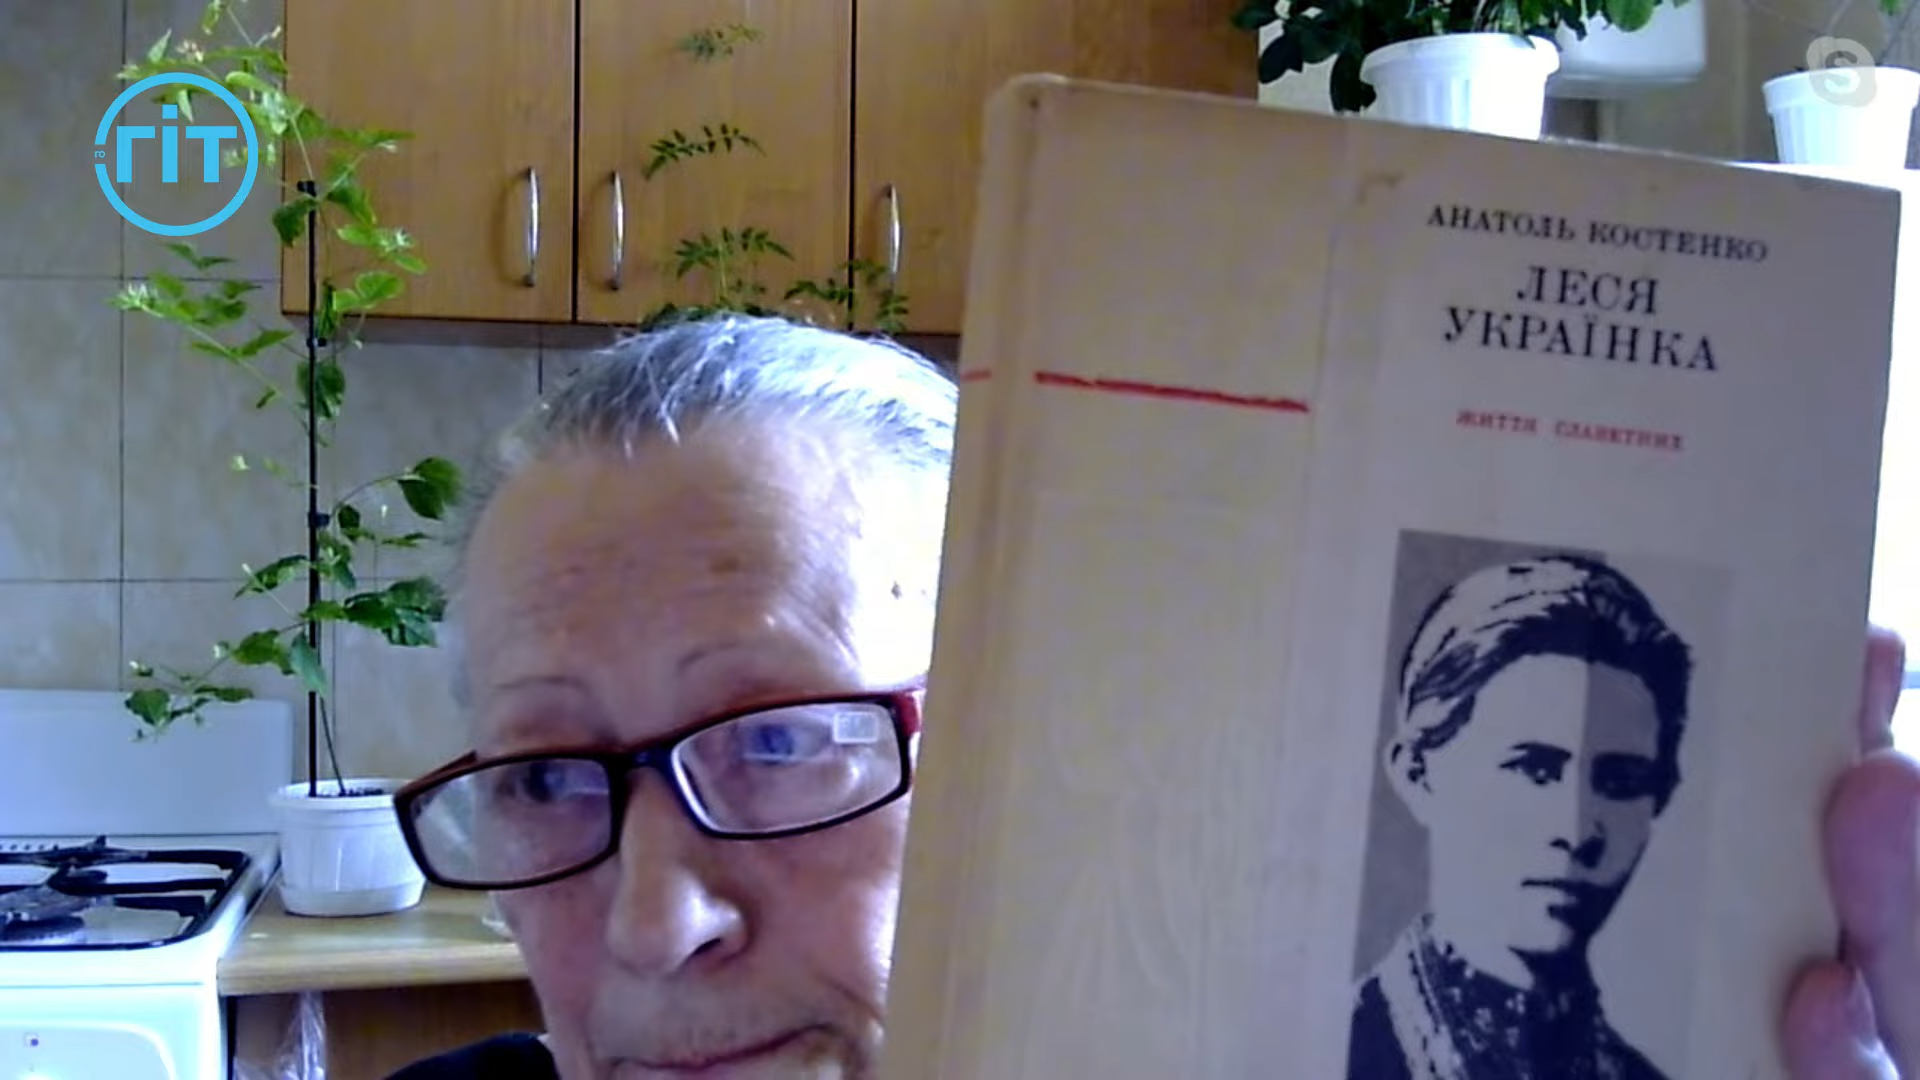 гіт
АНАТОЛЬ КОСТЕНКО
ЛЕСЯ
УКРАЇНКА
ЖИТТЯ СЛАВЕТНИХ